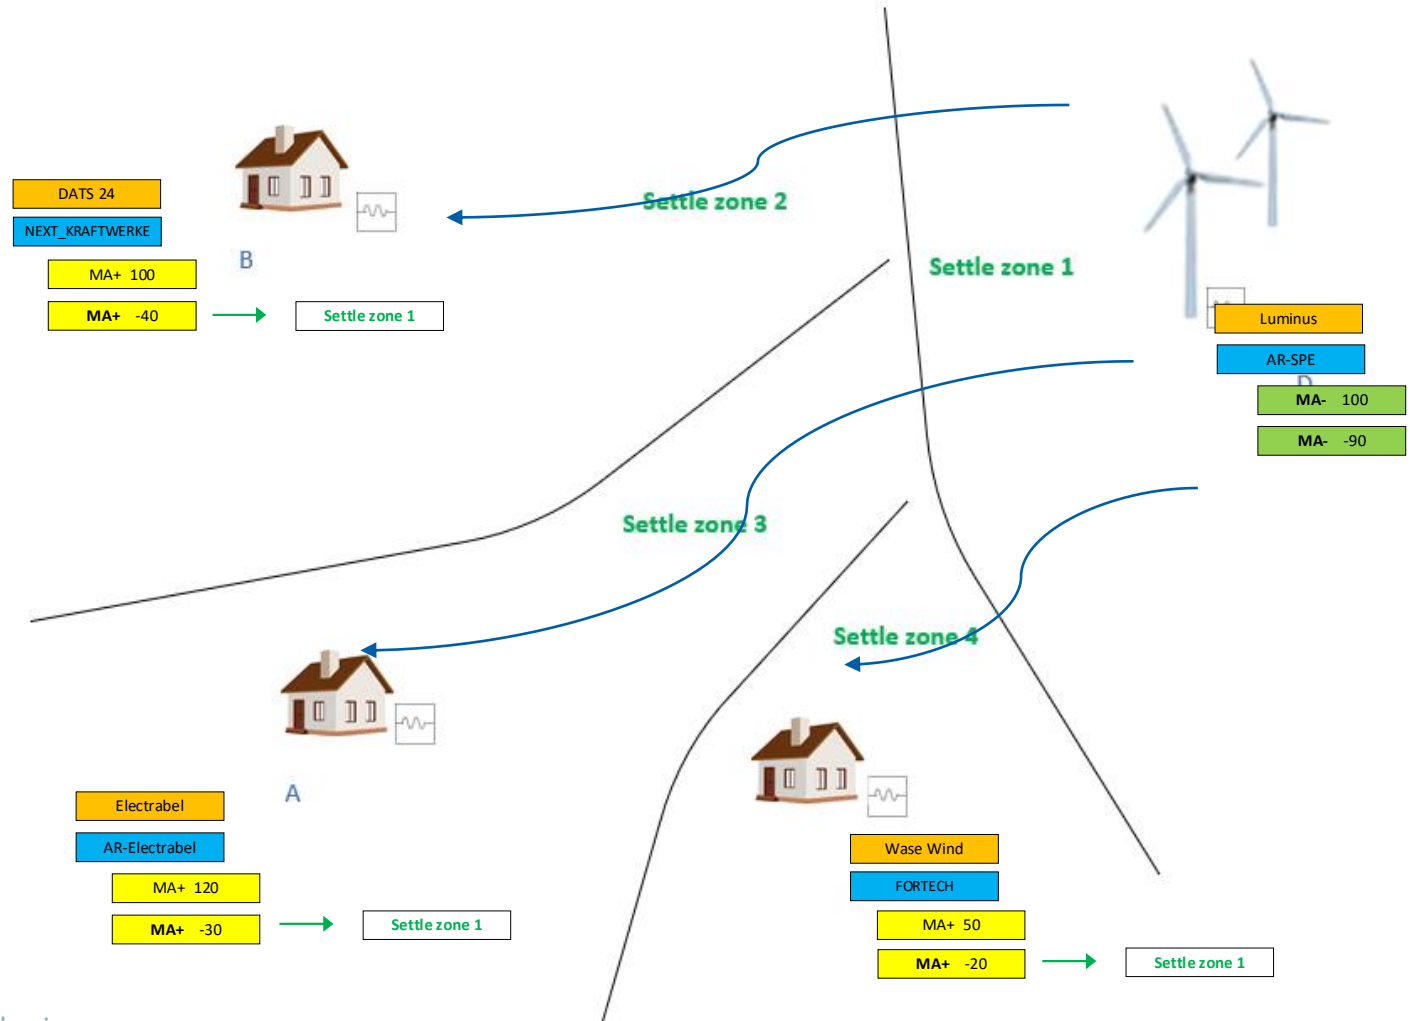 Settle zone 2
DATS 24
NEXT_KRAFTWERKE
B
MA+ 100
MA+ -40
Settle zone 1
Settle zone 1
Luminus
AR-SPE
D
MA- 100
MA- -90
Settle zone 3
Settle zone 4
A
Electrabel
AR-Electrabel
MA+ 120
MA+ -30
Settle zone 1
Wase Wind
FORTECH
MA+ 50
MA+ -20
Settle zone 1